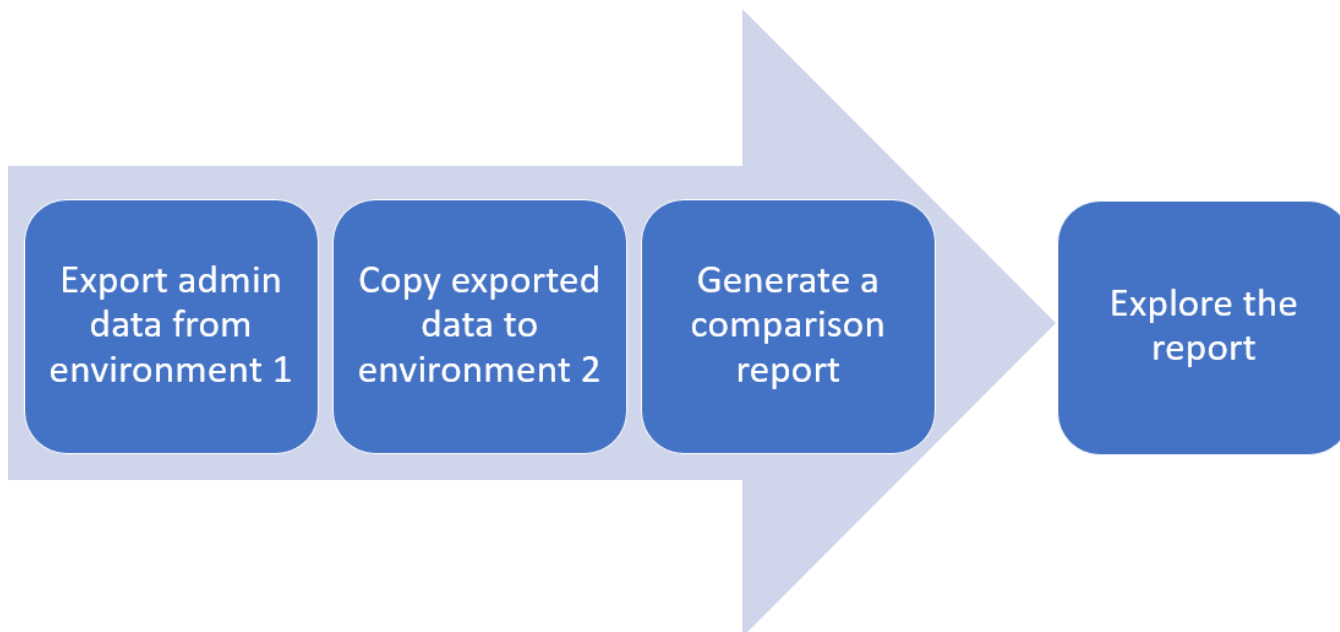 Export admin
data from
environment 1
Copy exported
data to
environment 2
Generate a
comparison
report
Explore the
report